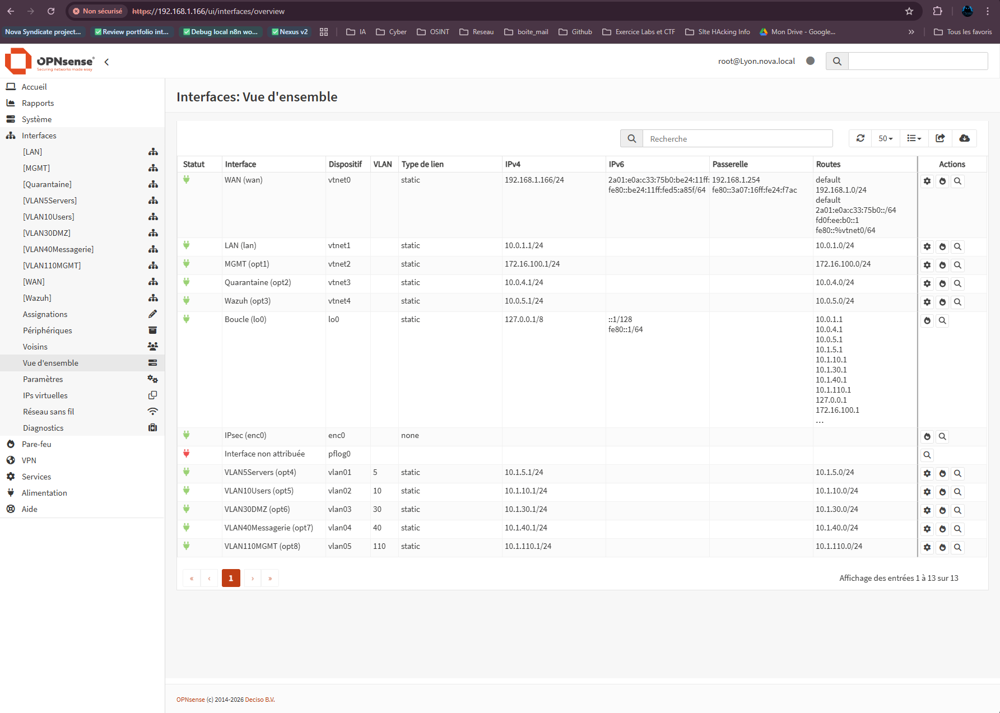 Non sécurisé
https://192.168.1.166/ui/interfaces/overview
Nova Syndicate project...
Review portfolio int...
Debug local n8n wo...
Nexus v2
IA
Cyber
OSINT
Reseau
boite_mail
Github
Exercice Labs et CTF
SIte HAcking Info
Mon Drive - Google...
»
Tous les favoris
OPNsense
Securing networks made easy
root@Lyon.nova.local
Accueil
Rapports
Système
Interfaces
[LAN]
[MGMT]
[Quarantaine]
[VLAN5Servers]
[VLAN10Users]
[VLAN30DMZ]
[VLAN40Messagerie]
[VLAN110MGMT]
[WAN]
[Wazuh]
Assignations
Périphériques
Voisins
Vue d'ensemble
Paramètres
IPs virtuelles
Réseau sans fil
Diagnostics
Pare-feu
VPN
Services
Alimentation
Aide
Interfaces: Vue d'ensemble
Recherche
50
Statut Interface Dispositif VLAN Type de lien IPv4 IPv6 Passerelle Routes Actions
WAN (wan) vtnet0 static 192.168.1.166/24 2a01:e0a:c33:75b0:be24:11ff: 192.168.1.254 default
fe80::be24:11ff:fed5:a85f/64 fe80::3a07:16ff:fe24:f7ac 192.168.1.0/24
default
2a01:e0a:c33:75b0::/64
fd0f:ee:b0::1
fe80::%vtnet0/64
LAN (lan) vtnet1 static 10.0.1.1/24 10.0.1.0/24
MGMT (opt1) vtnet2 static 172.16.100.1/24 172.16.100.0/24
Quarantaine (opt2) vtnet3 static 10.0.4.1/24 10.0.4.0/24
Wazuh (opt3) vtnet4 static 10.0.5.1/24 10.0.5.0/24
Boucle (lo0) lo0 static 127.0.0.1/8 ::1/128 10.0.1.1
fe80::1/64 10.0.4.1
10.0.5.1
10.1.5.1
10.1.10.1
10.1.30.1
10.1.40.1
10.1.110.1
127.0.0.1
172.16.100.1
...
IPsec (enc0) enc0 none
Interface non attribuée pflog0
VLAN5Servers (opt4) vlan01 5 static 10.1.5.1/24 10.1.5.0/24
VLAN10Users (opt5) vlan02 10 static 10.1.10.1/24 10.1.10.0/24
VLAN30DMZ (opt6) vlan03 30 static 10.1.30.1/24 10.1.30.0/24
VLAN40Messagerie (opt7) vlan04 40 static 10.1.40.1/24 10.1.40.0/24
VLAN110MGMT (opt8) vlan05 110 static 10.1.110.1/24 10.1.110.0/24
« ‹ 1 › »
Affichage des entrées 1 à 13 sur 13
OPNsense (c) 2014-2026 Deciso B.V.